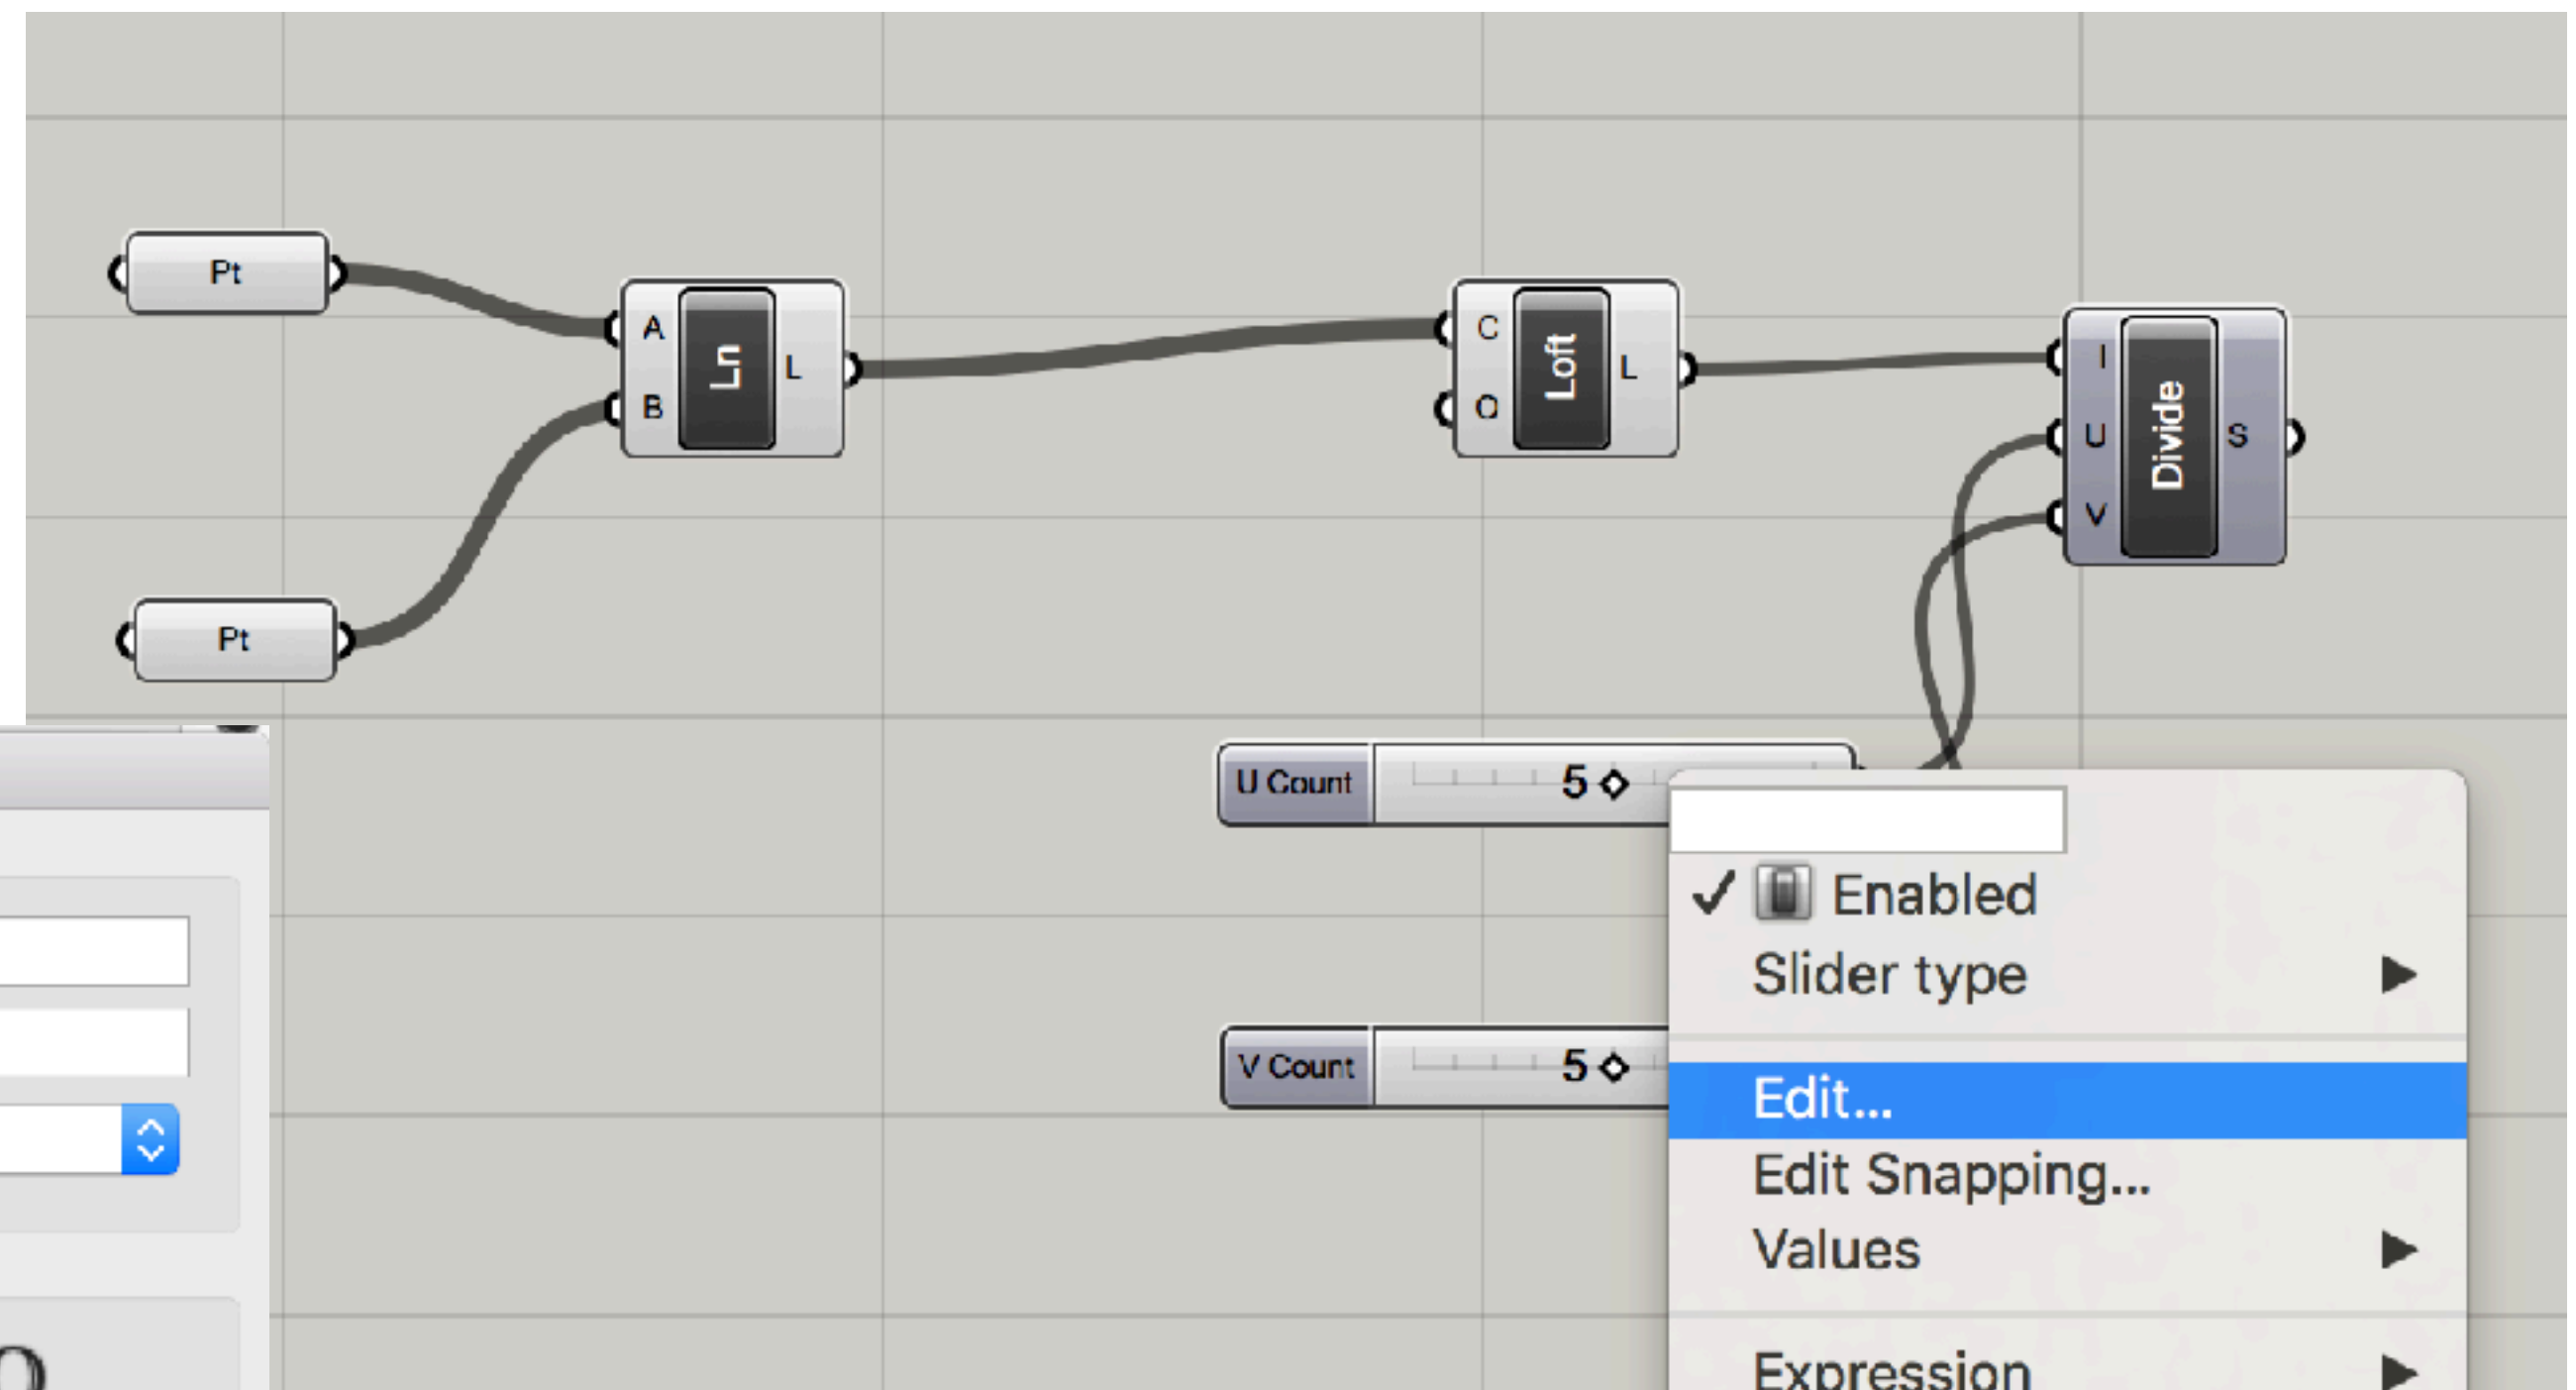 Pt
A
B
Ln
L
C
O
Loft
L
I
U
V
Divide
S
Pt
U Count
5
Enabled
Slider type
V Count
5
Edit...
Edit Snapping...
Values
Expression